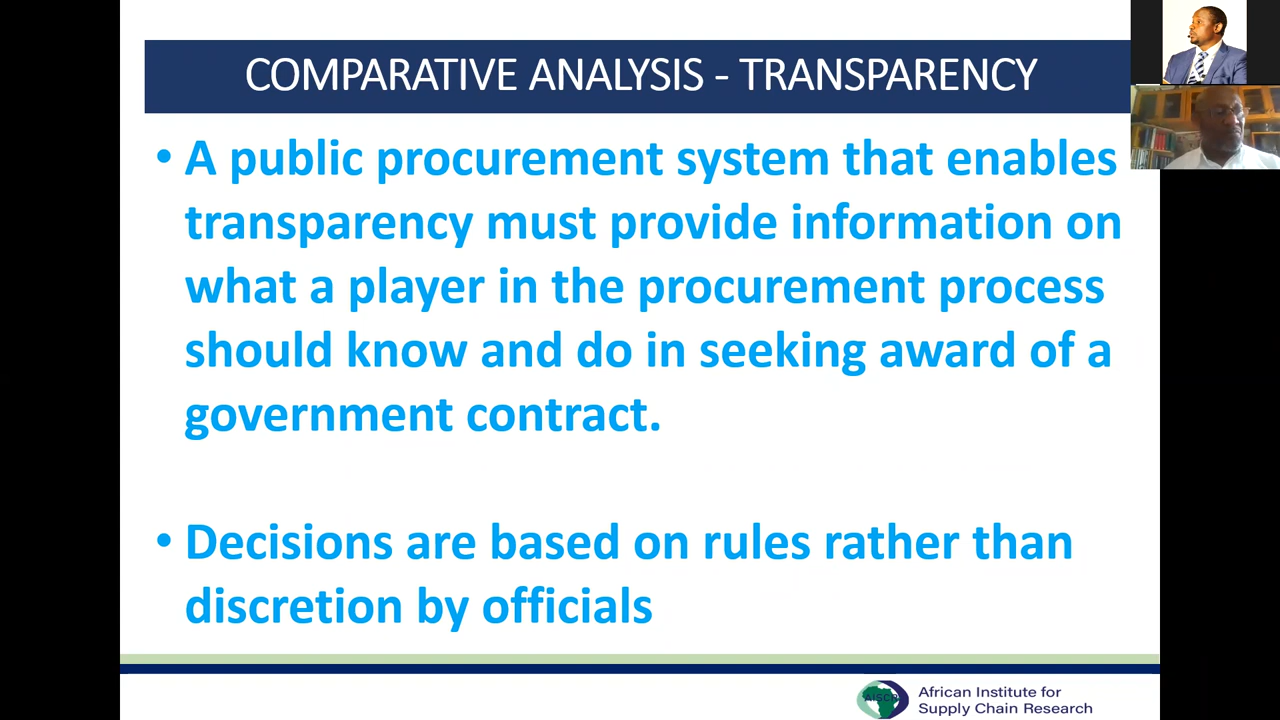 COMPARATIVE ANALYSIS - TRANSPARENCY
• A public procurement system that enables
transparency must provide information on
what a player in the procurement process
should know and do in seeking award of a
government contract.
• Decisions are based on rules rather than
discretion by officials
AISCR
African Institute for
Supply Chain Research